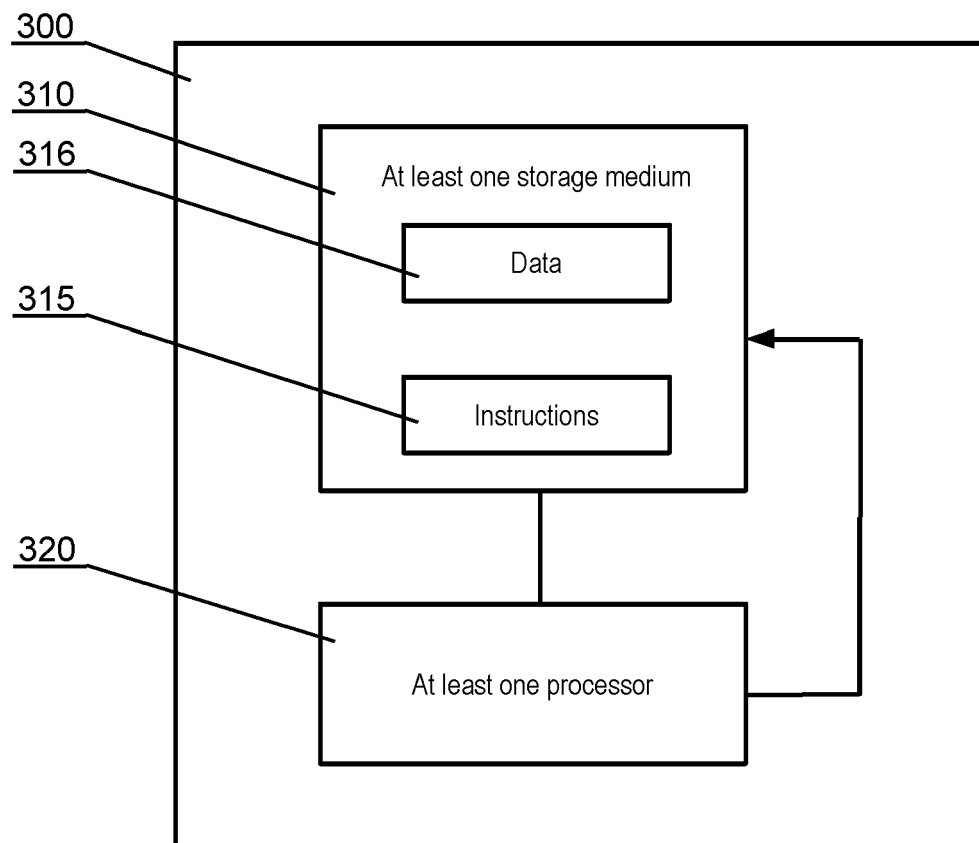 300
310
316
At least one storage medium
Data
315
Instructions
320
At least one processor